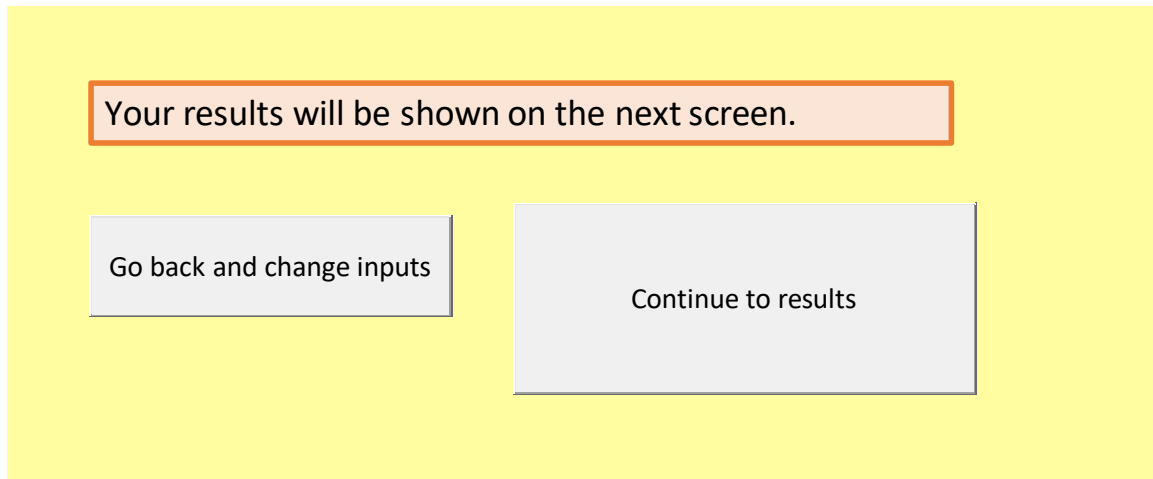 Your results will be shown on the next screen.
Go back and change inputs
Continue to results